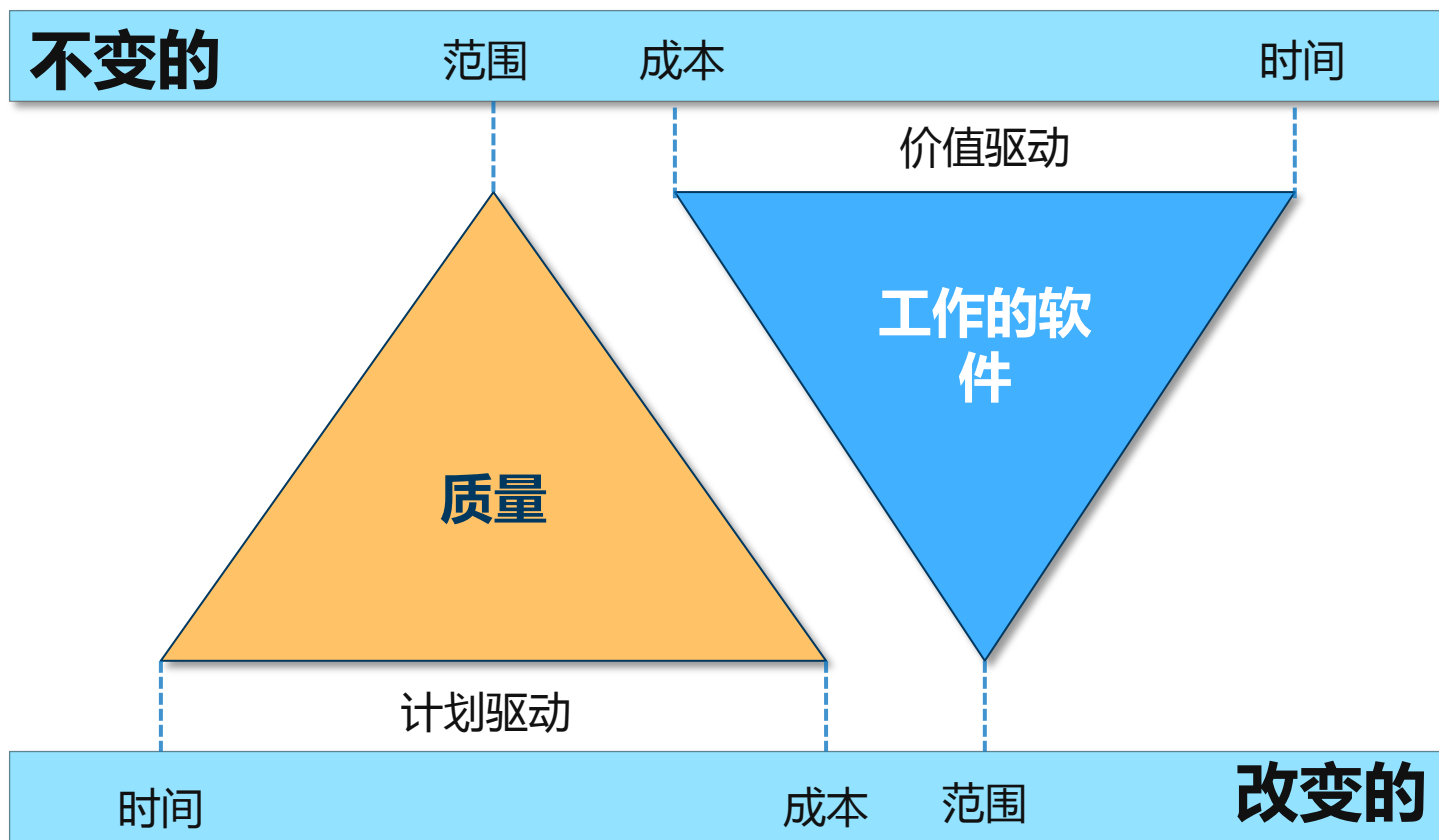 不变的
范围
成本
时间
价值驱动
工作的软
件
质量
计划驱动
时间
成本
范围
改变的